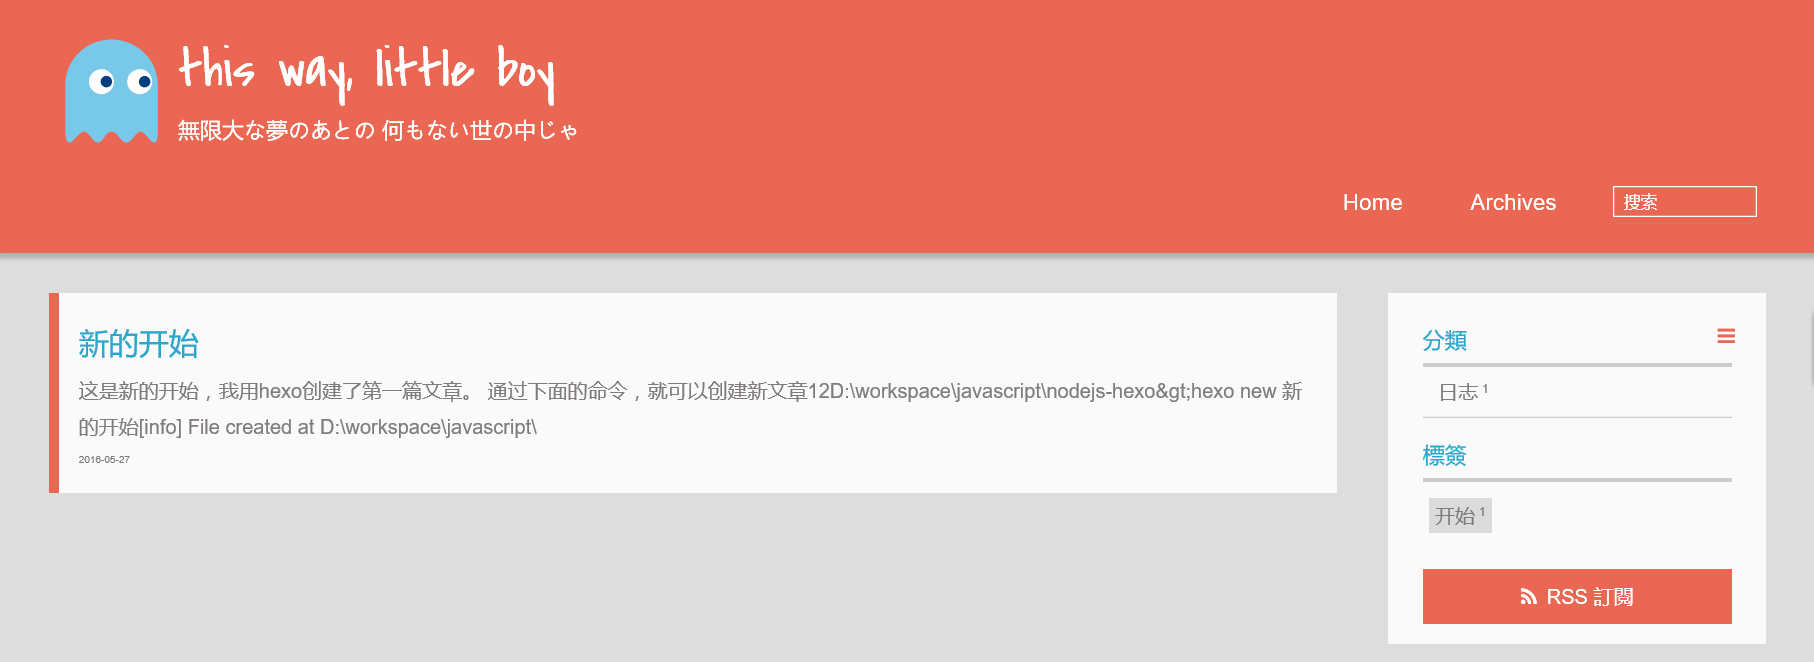 this way, little boy
無限大な夢のあとの 何もない世の中じゃ
Home
Archives
搜索
新的开始
这是新的开始，我用hexo创建了第一篇文章。 通过下面的命令，就可以创建新文章12D:\workspace\javascript\nodejs-hexo&gt;hexo new 新
的开始[info] File created at D:\workspace\javascript\
2016-05-27
分類
日志 1
標簽
开始 1
RSS 訂閱